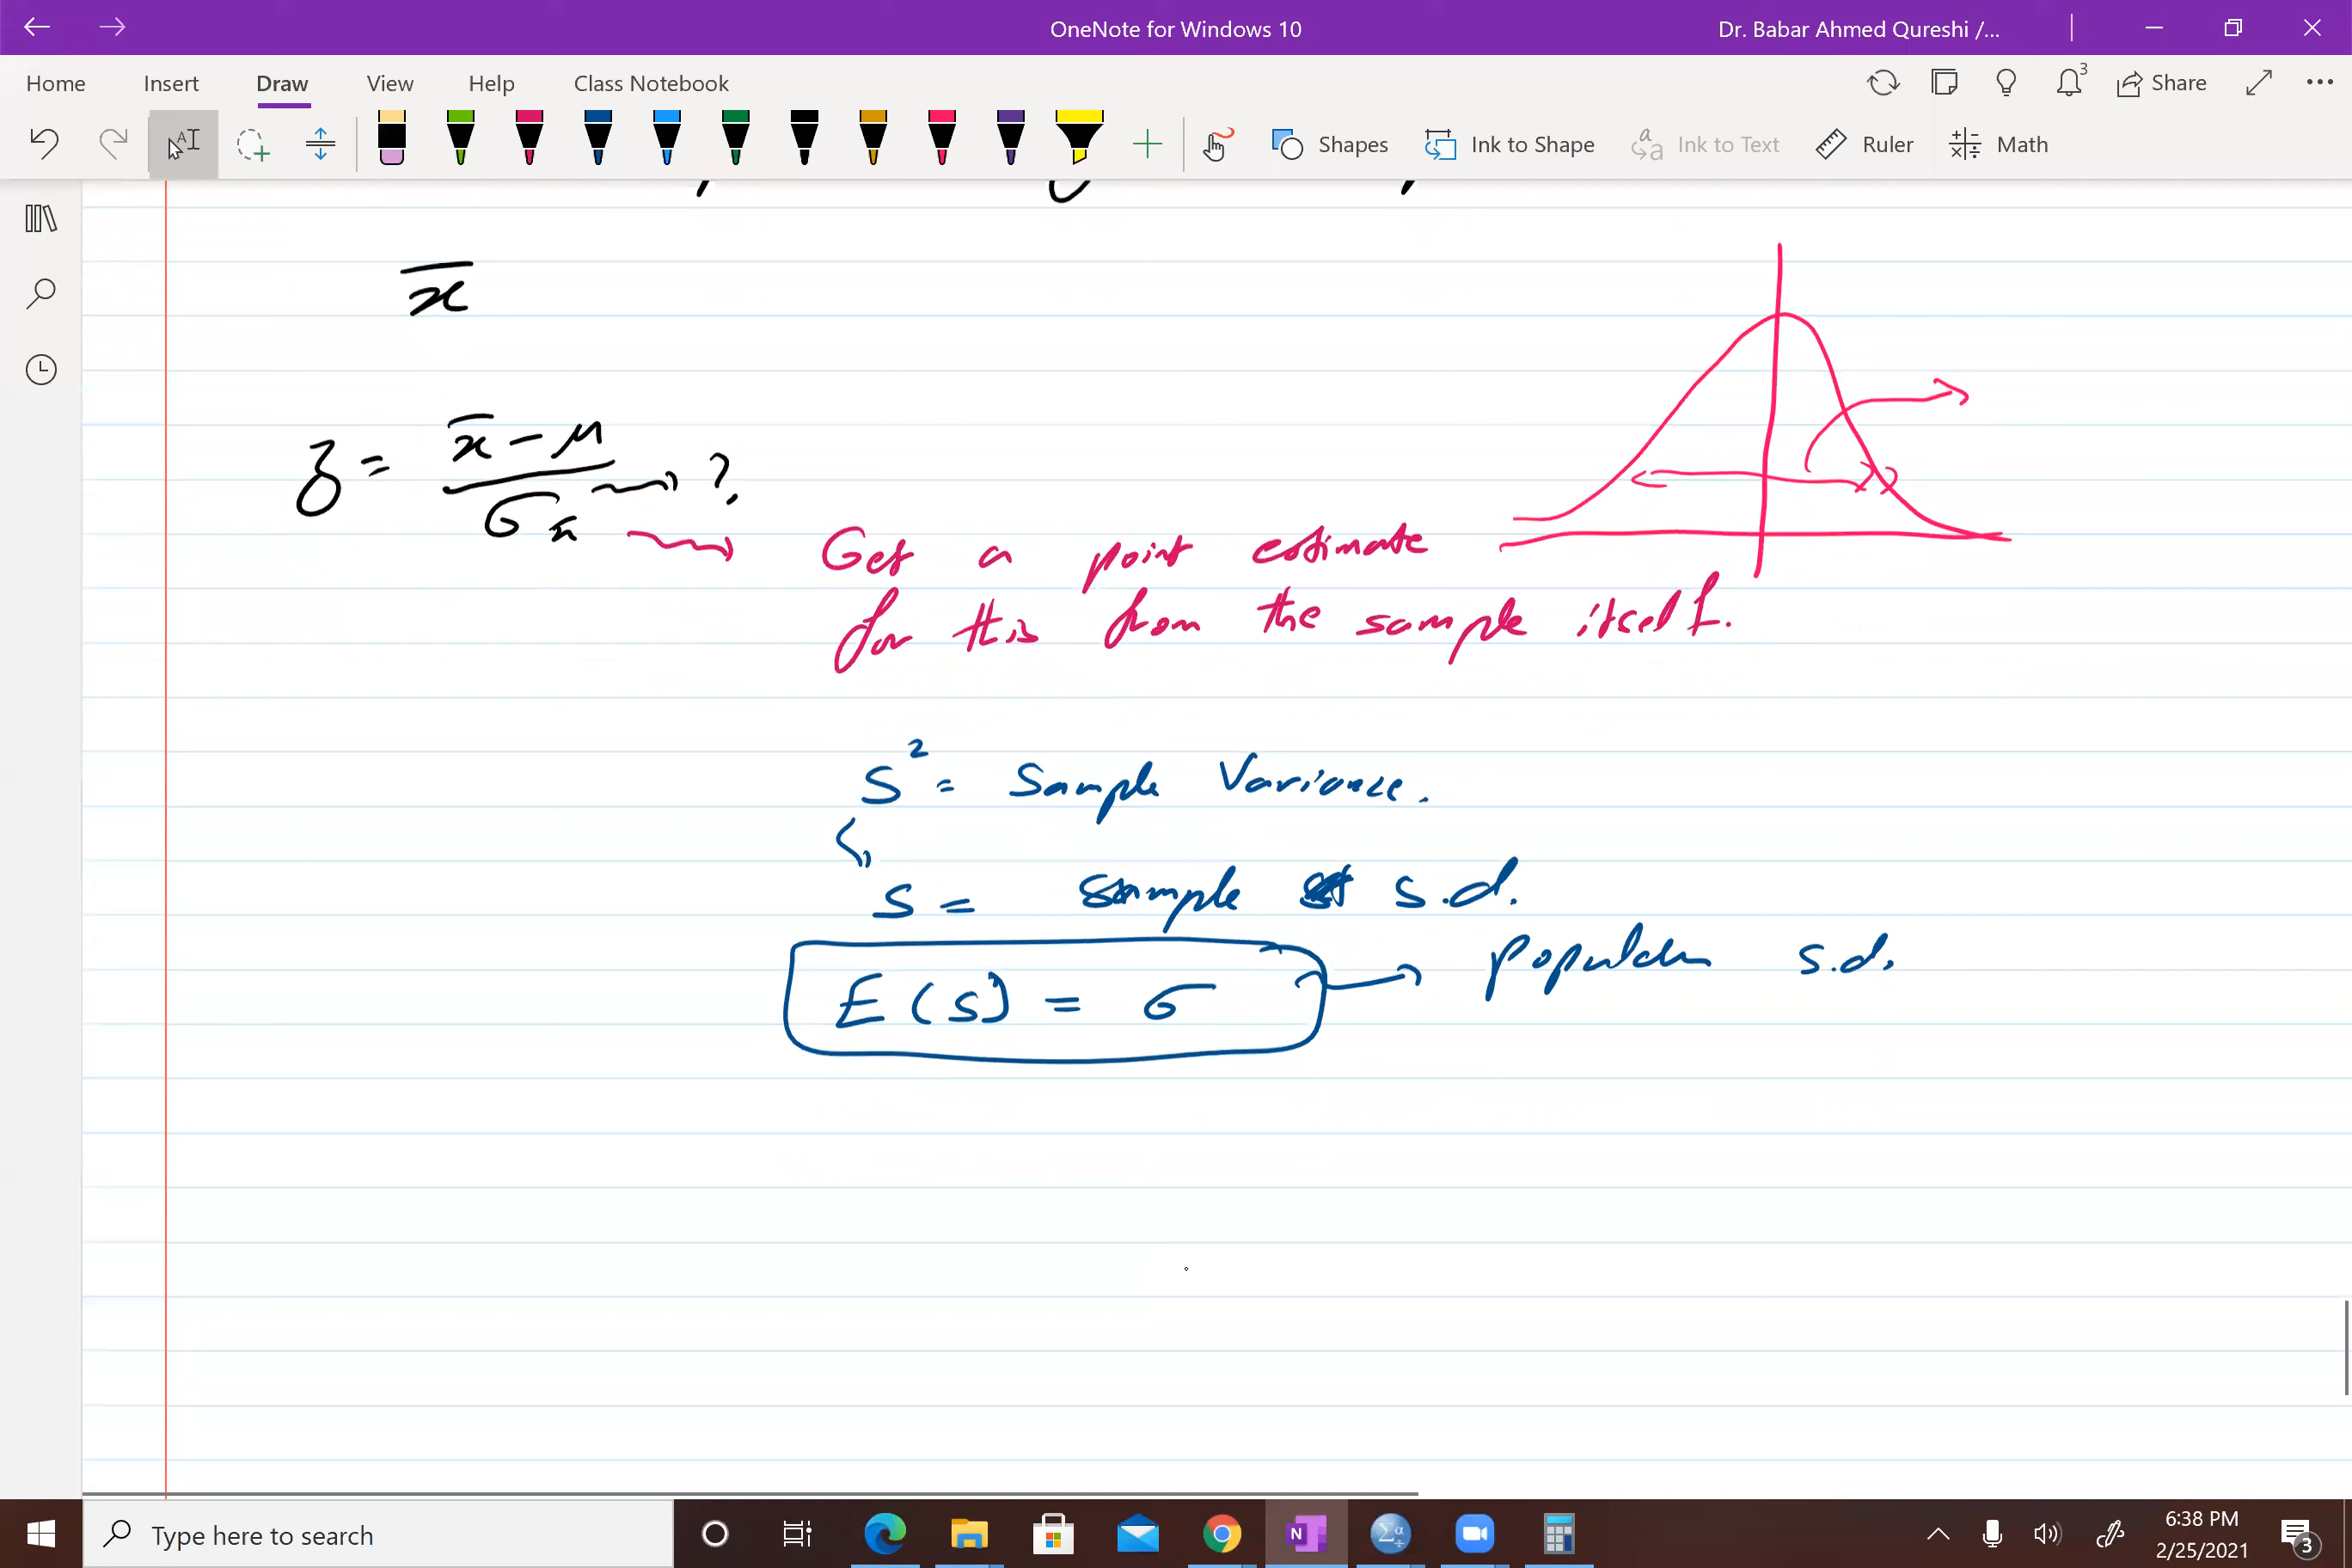 OneNote for Windows 10
Dr. Babar Ahmed Qureshi /...
Home Insert Draw View Help Class Notebook
3
Share
Shapes Ink to Shape Ink to Text Ruler Math
x̄
z = (x̄ - μ) / σx̄ → ?
Get a point estimate
for this from the sample itself.
s² = Sample Variance.
s = sample s.d.
E(s) = σ → s.d.
Type here to search
6:38 PM
2/25/2021
3